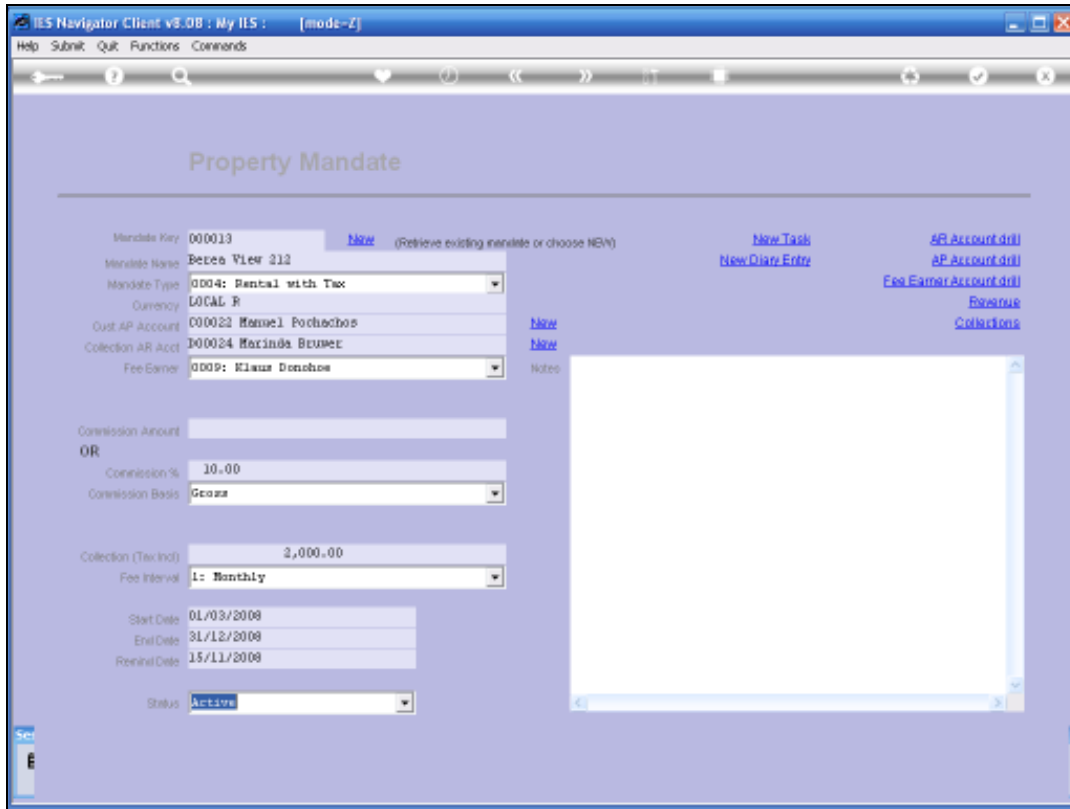 IES Navigator Client v8.08 : My IES : [mode=Z]
Help Submit Quit Functions Commands
Property Mandate
Mandate Key 000013 New (Retrieve existing mandate or choose NEW) New Task AR Account drill
Mandate Name Berea View 212 New Diary Entry AP Account drill
Mandate Type 0004: Rental with Tax Fee Earner Account drill
Currency LOCAL R Revenue
Cust AP Account C00022 Manuel Pochachos New Collections
Collection AR Acct D00024 Marinda Bruwer New
Fee Earner 0009: Klaus Donohoe Notes
Commission Amount
OR
Commission % 10.00
Commission Basis Gross
Collection (Tax Incl) 2,000.00
Fee Interval 1: Monthly
Start Date 01/03/2008
End Date 31/12/2008
Remind Date 15/11/2008
Status Active